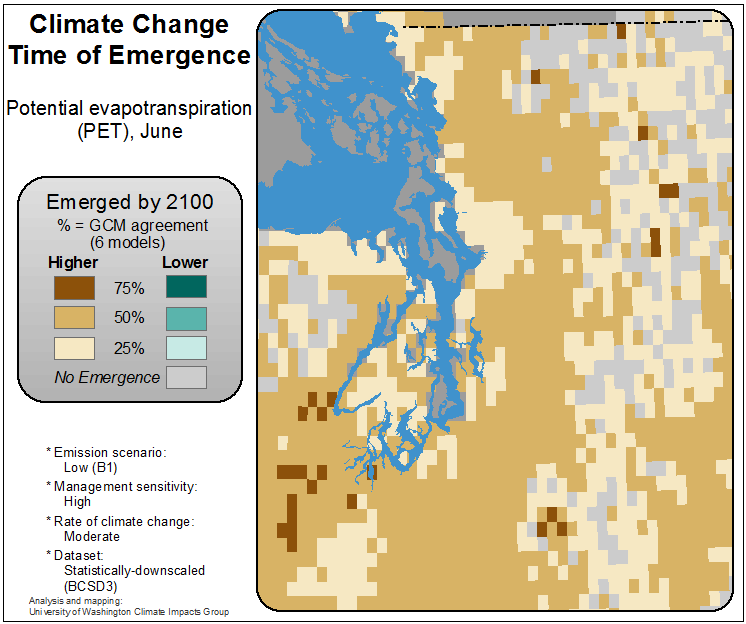 Climate Change
Time of Emergence
Potential evapotranspiration
(PET), June
Emerged by 2100
% = GCM agreement
(6 models)
Higher Lower
75%
50%
25%
No Emergence
* Emission scenario:
Low (B1)
* Management sensitivity:
High
* Rate of climate change:
Moderate
* Dataset:
Statistically-downscaled
(BCSD3)
Analysis and mapping:
University of Washington Climate Impacts Group